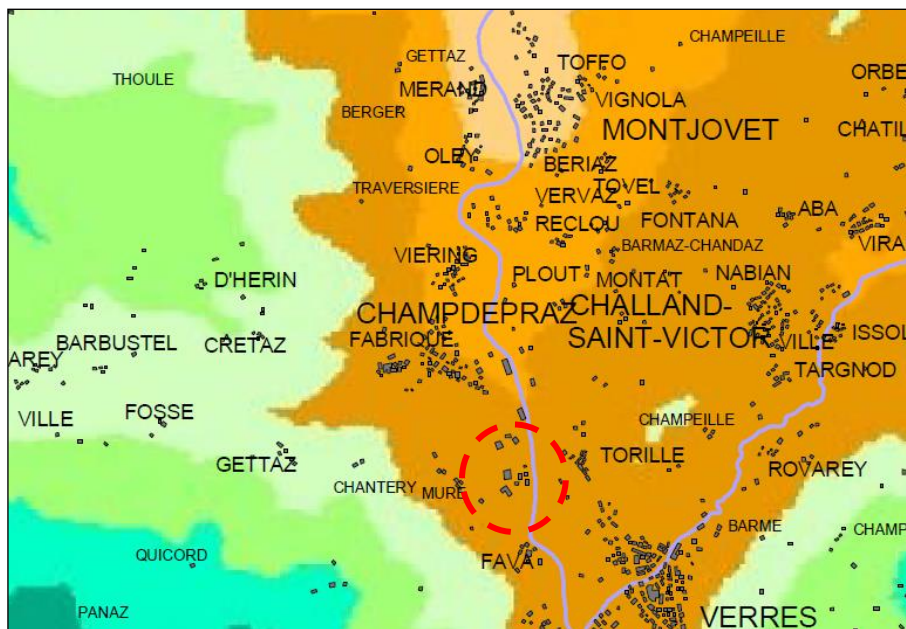 CHAMPEILLE
GETTAZ
TOFFO
THOULE
ORBE
MERAND
VIGNOLA
BERGER
MONTJOVET
CHATIL
OLEY
BERIAZ
TRAVERSIERE
VERVAZ
TOVEL
ABA
RECLOU
FONTANA
VIRA
BARMAZ-CHANDAZ
VIERING
PLOUT
MONTAT
NABIAN
D'HERIN
CHAMPDEPRAZ
CHALLAND-
SAINT-VICTOR
FABRIQUE
ISSOL
BARBUSTEL
CRETAZ
VILLE
AREY
TARGNOD
VILLE
FOSSE
CHAMPEILLE
GETTAZ
TORILLE
ROVAREY
CHANTERY
MURE
BARME
CHAMP
QUICORD
FAVA
PANAZ
VERRES